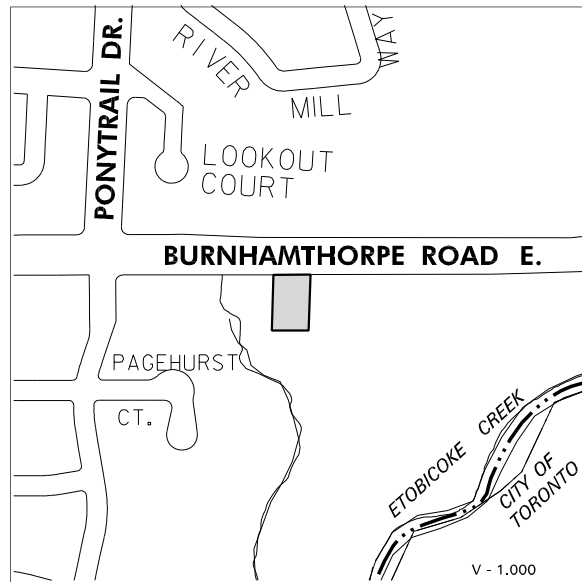 PONYTRAIL DR.
RIVER
MILL
WAY
LOOKOUT
COURT
BURNHAMTHORPE ROAD E.
PAGEHURST
CT.
ETOBICOKE CREEK
CITY OF
TORONTO
V - 1.000